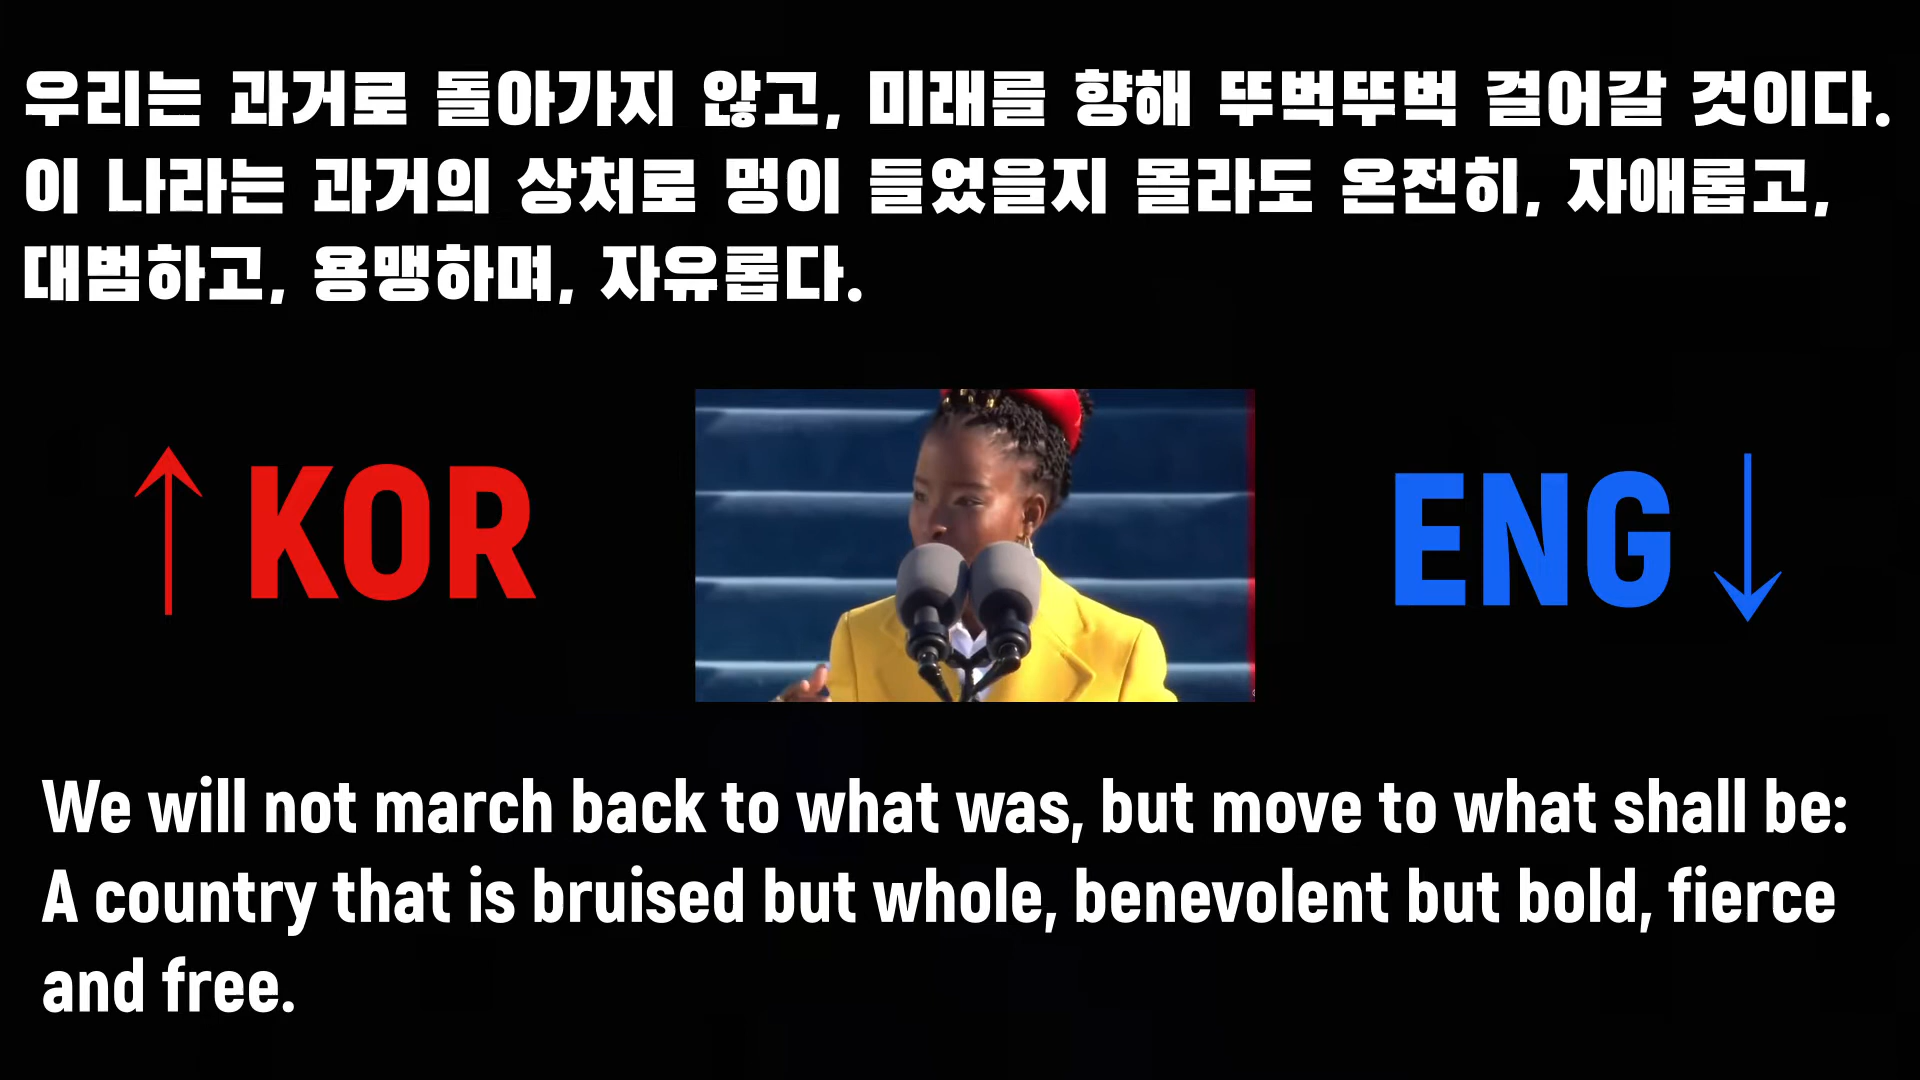 우리는 과거로 돌아가지 않고, 미래를 향해 뚜벅뚜벅 걸어갈 것이다.
이 나라는 과거의 상처로 멍이 들었을지 몰라도 온전히, 자애롭고,
대범하고, 용맹하며, 자유롭다.
↑ KOR
ENG ↓
We will not march back to what was, but move to what shall be:
A country that is bruised but whole, benevolent but bold, fierce
and free.